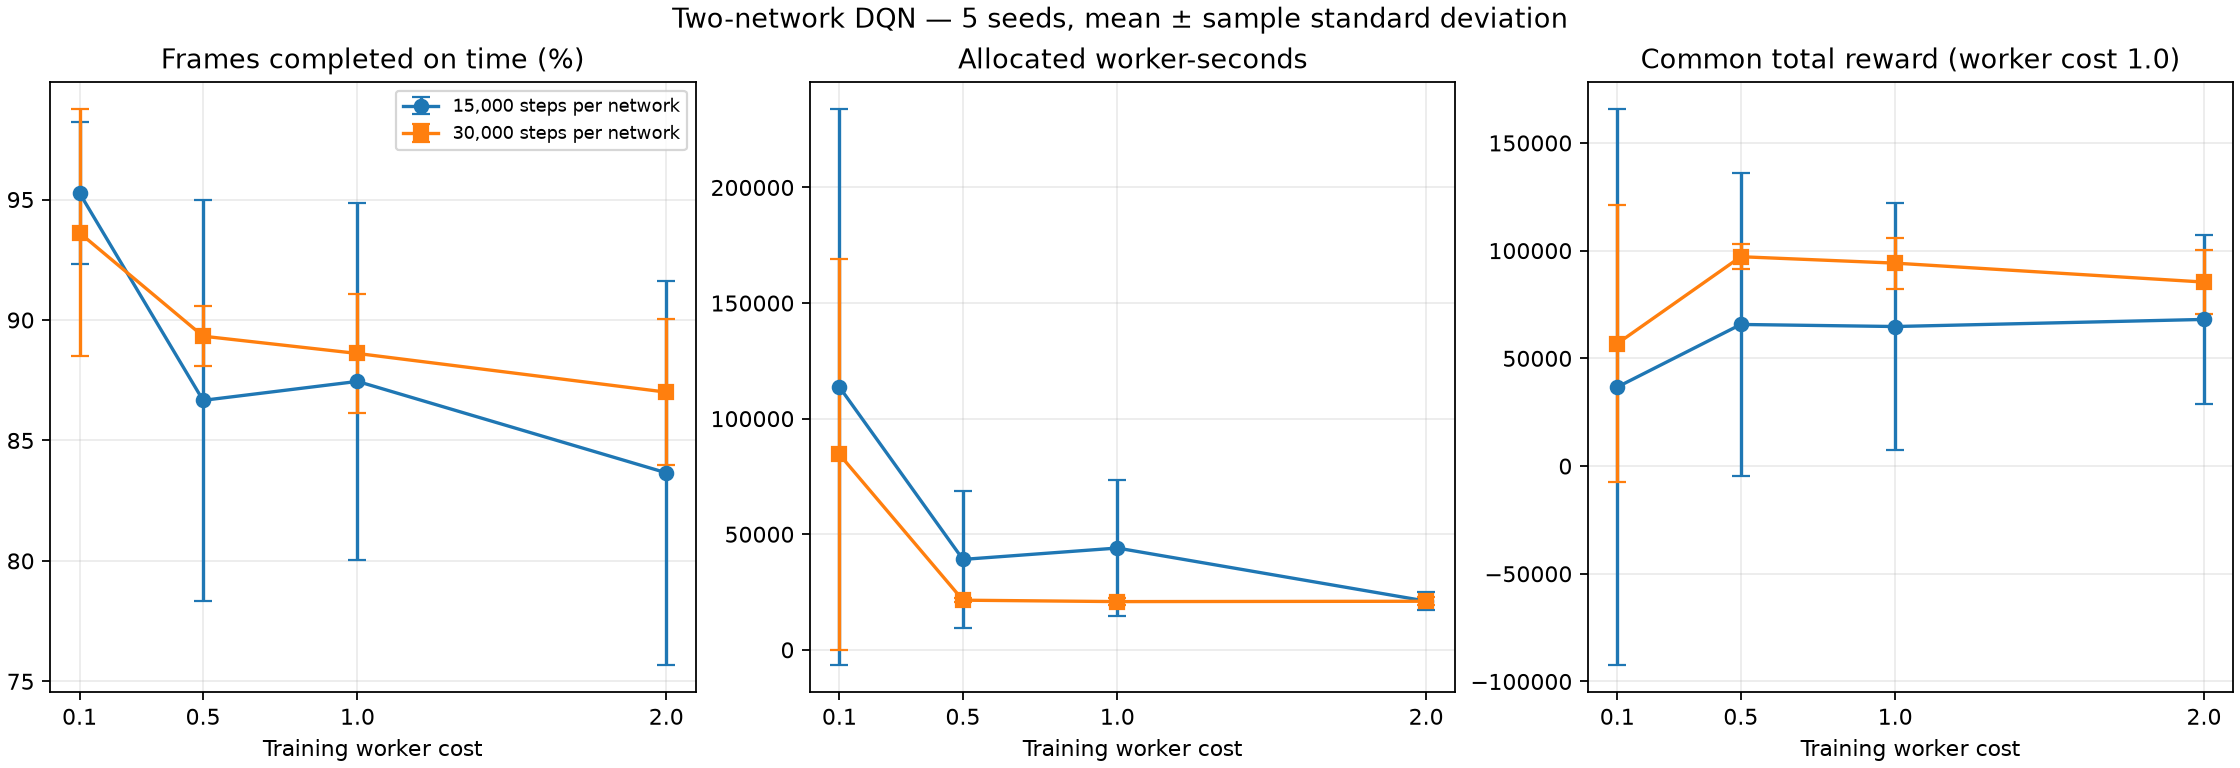 Two-network DQN — 5 seeds, mean ± sample standard deviation
Frames completed on time (%)
15,000 steps per network
30,000 steps per network
95
90
85
80
75
0.1 0.5 1.0 2.0
Training worker cost
Allocated worker-seconds
200000
150000
100000
50000
0
0.1 0.5 1.0 2.0
Training worker cost
Common total reward (worker cost 1.0)
150000
100000
50000
0
−50000
−100000
0.1 0.5 1.0 2.0
Training worker cost